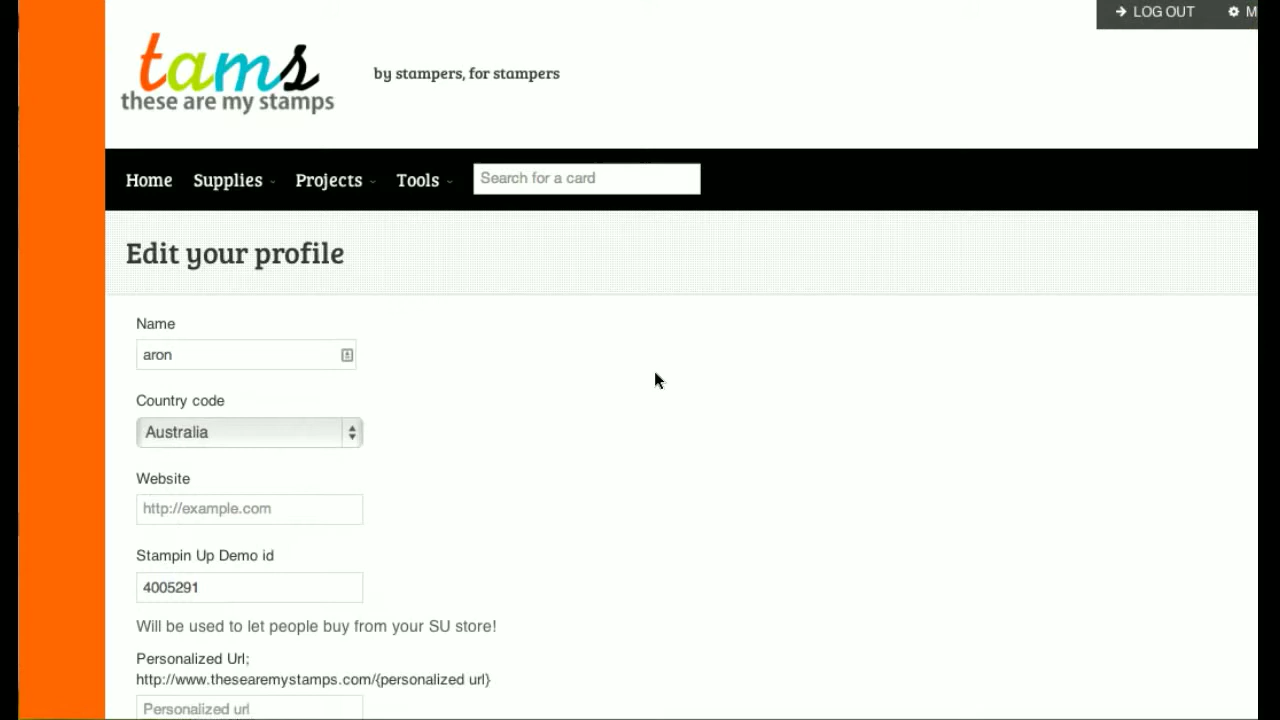 LOG OUT
tams
these are my stamps
by stampers, for stampers
Home Supplies Projects Tools Search for a card
Edit your profile
Name
aron
Country code
Australia
Website
http://example.com
Stampin Up Demo id
4005291
Will be used to let people buy from your SU store!
Personalized Url;
http://www.thesearemystamps.com/{personalized url}
Personalized url